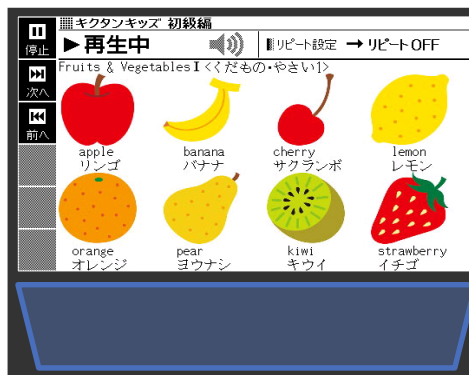 キクタンキッズ 初級編
停止
▶再生中
リピート設定 → リピートOFF
Fruits & Vegetables I <くだもの・やさい1>
次へ
前へ
apple
リンゴ
banana
バナナ
cherry
サクランボ
lemon
レモン
orange
オレンジ
pear
ヨウナシ
kiwi
キウイ
strawberry
イチゴ